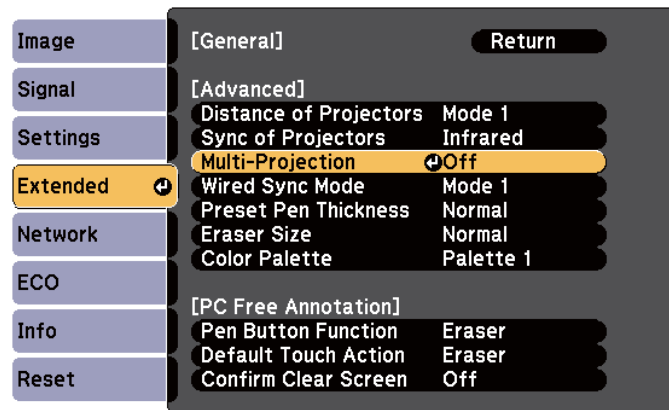 Image
Signal
Settings
Extended
Network
ECO
Info
Reset
[General] Return
[Advanced]
Distance of Projectors Mode 1
Sync of Projectors Infrared
Multi-Projection Off
Wired Sync Mode Mode 1
Preset Pen Thickness Normal
Eraser Size Normal
Color Palette Palette 1
[PC Free Annotation]
Pen Button Function Eraser
Default Touch Action Eraser
Confirm Clear Screen Off